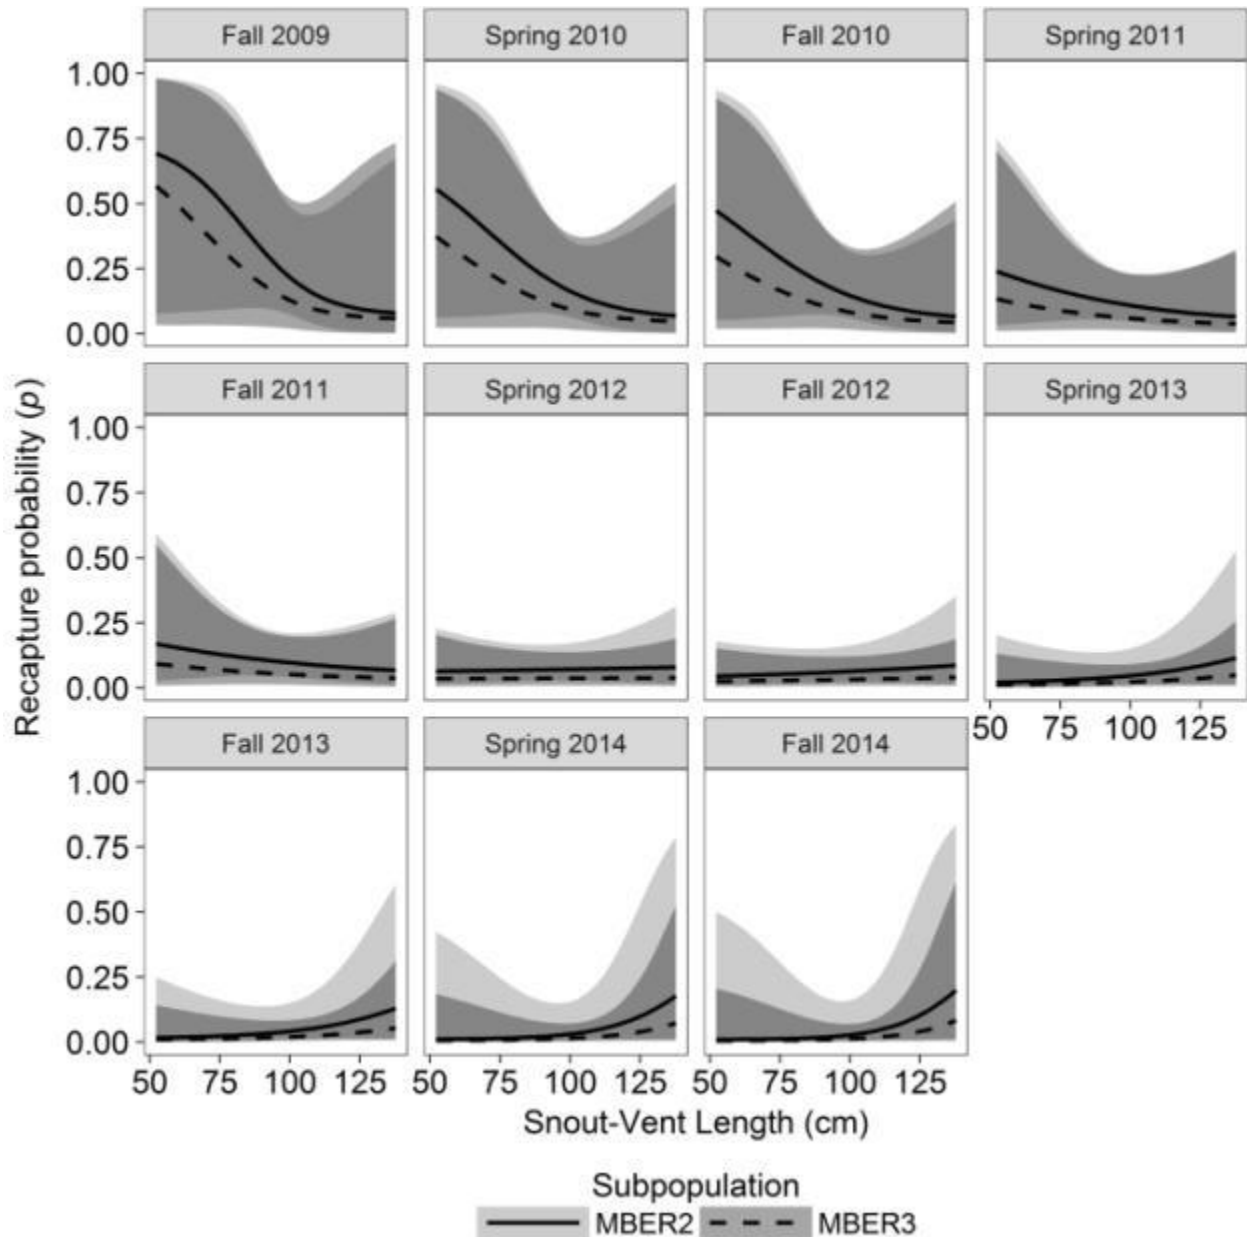 Fall 2009 Spring 2010 Fall 2010 Spring 2011
1.00
0.75
0.50
0.25
0.00
Recapture probability (p)
Fall 2011 Spring 2012 Fall 2012 Spring 2013
1.00
0.75
0.50
0.25
0.00
50 75 100 125
Fall 2013 Spring 2014 Fall 2014
1.00
0.75
0.50
0.25
0.00
50 75 100 125 50 75 100 125 50 75 100 125
Snout-Vent Length (cm)
Subpopulation
MBER2 MBER3